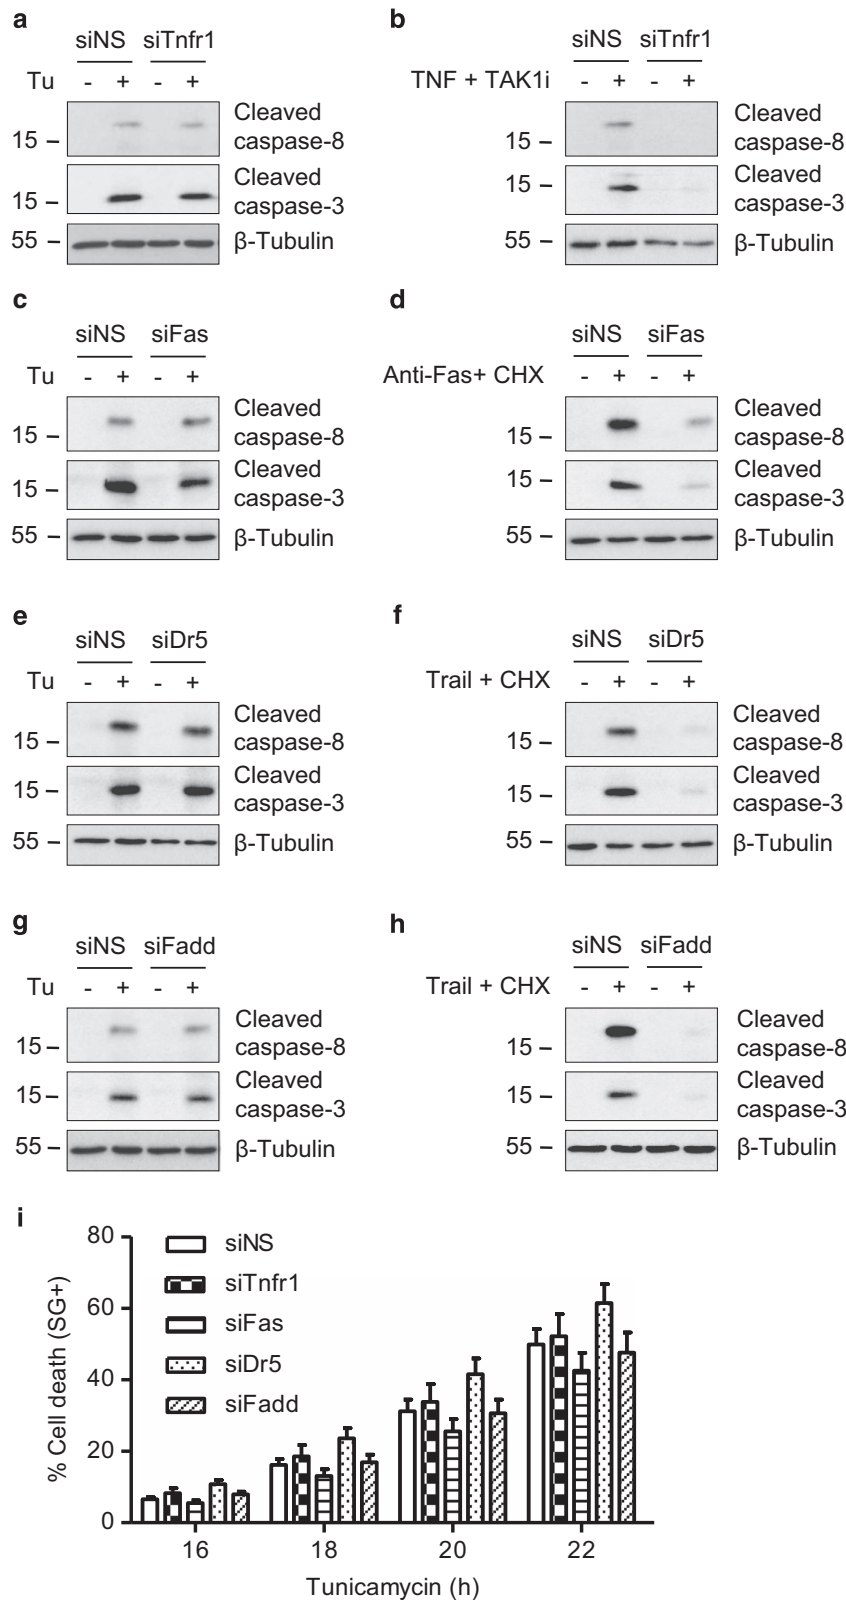 a
siNS siTnfr1
Tu - + - +
Cleaved
15 – caspase-8
Cleaved
15 – caspase-3
55 – β-Tubulin
b
siNS siTnfr1
TNF + TAK1i - + - +
Cleaved
15 – caspase-8
15 – Cleaved
caspase-3
55 – β-Tubulin
c
siNS siFas
Tu - + - +
Cleaved
15 – caspase-8
Cleaved
15 – caspase-3
55 – β-Tubulin
d
siNS siFas
Anti-Fas+ CHX - + - +
Cleaved
15 – caspase-8
15 – Cleaved
caspase-3
55 – β-Tubulin
e
siNS siDr5
Tu - + - +
Cleaved
15 – caspase-8
15 – Cleaved
caspase-3
55 – β-Tubulin
f
siNS siDr5
Trail + CHX - + - +
Cleaved
15 – caspase-8
15 – Cleaved
caspase-3
55 – β-Tubulin
g
siNS siFadd
Tu - + - +
Cleaved
15 – caspase-8
15 – Cleaved
caspase-3
55 – β-Tubulin
h
siNS siFadd
Trail + CHX - + - +
Cleaved
15 – caspase-8
15 – Cleaved
caspase-3
55 – β-Tubulin
i
% Cell death (SG+)
80
60
40
20
0
siNS
siTnfr1
siFas
siDr5
siFadd
16 18 20 22
Tunicamycin (h)